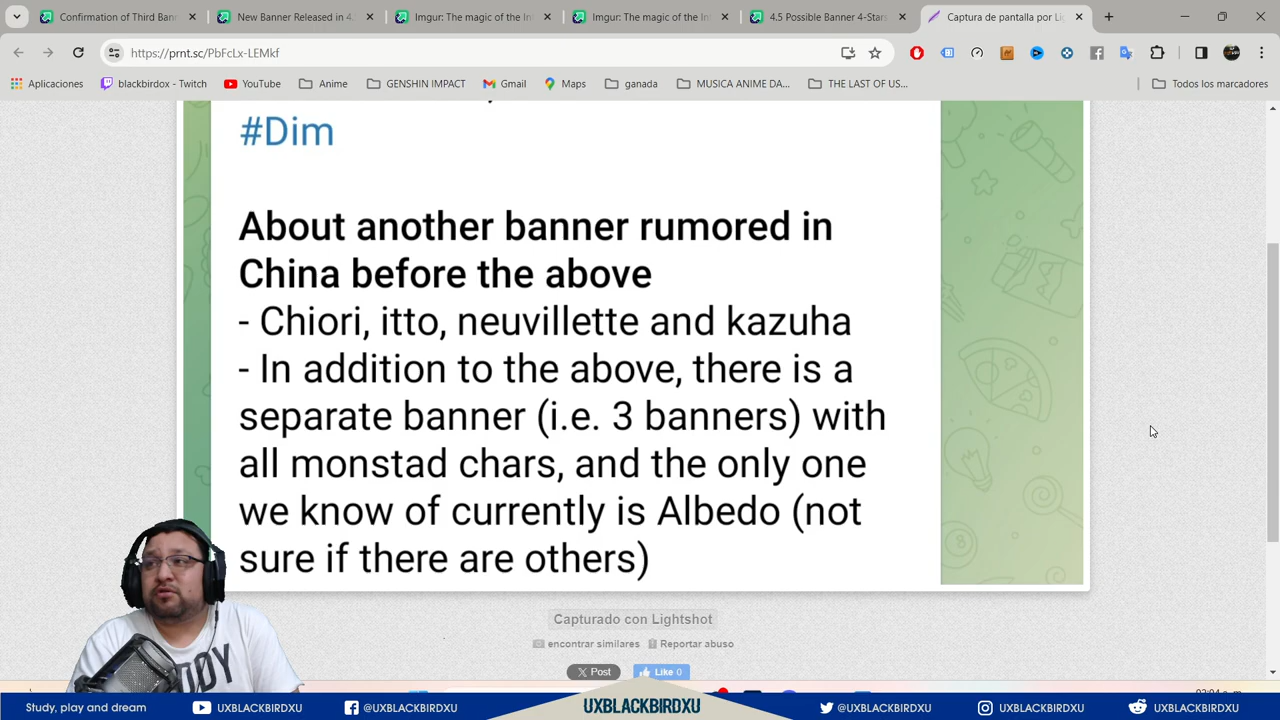 Confirmation of Third Bann
New Banner Released in 4.
Imgur: The magic of the In
Imgur: The magic of the In
4.5 Possible Banner 4-Stars
Captura de pantalla por Li
https://prnt.sc/PbFcLx-LEMkf
Aplicaciones
blackbirdox - Twitch
YouTube
Anime
GENSHIN IMPACT
Gmail
Maps
ganada
MUSICA ANIME DA...
THE LAST OF US...
Todos los marcadores
#Dim
About another banner rumored in
China before the above
- Chiori, itto, neuvillette and kazuha
- In addition to the above, there is a
separate banner (i.e. 3 banners) with
all monstad chars, and the only one
we know of currently is Albedo (not
sure if there are others)
Capturado con Lightshot
encontrar similares
Reportar abuso
X Post
Like 0
Study, play and dream
UXBLACKBIRDXU
@UXBLACKBIRDXU
UXBLACKBIRDXU
@UXBLACKBIRDXU
UXBLACKBIRDXU
UXBLACKBIRDXU